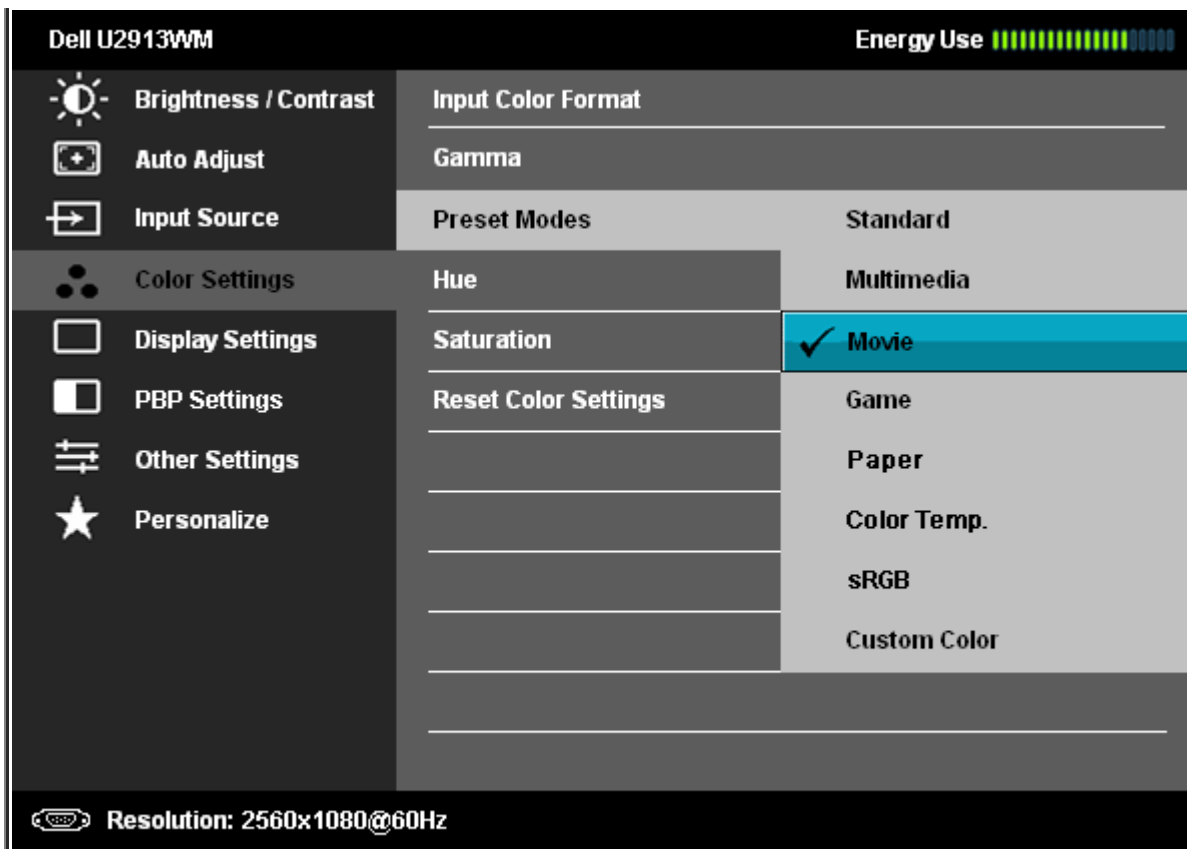 Dell U2913WM Energy Use
Brightness / Contrast
Auto Adjust
Input Source
Color Settings
Display Settings
PBP Settings
Other Settings
Personalize
Input Color Format
Gamma
Preset Modes
Hue
Saturation
Reset Color Settings
Standard
Multimedia
Movie
Game
Paper
Color Temp.
sRGB
Custom Color
Resolution: 2560x1080@60Hz